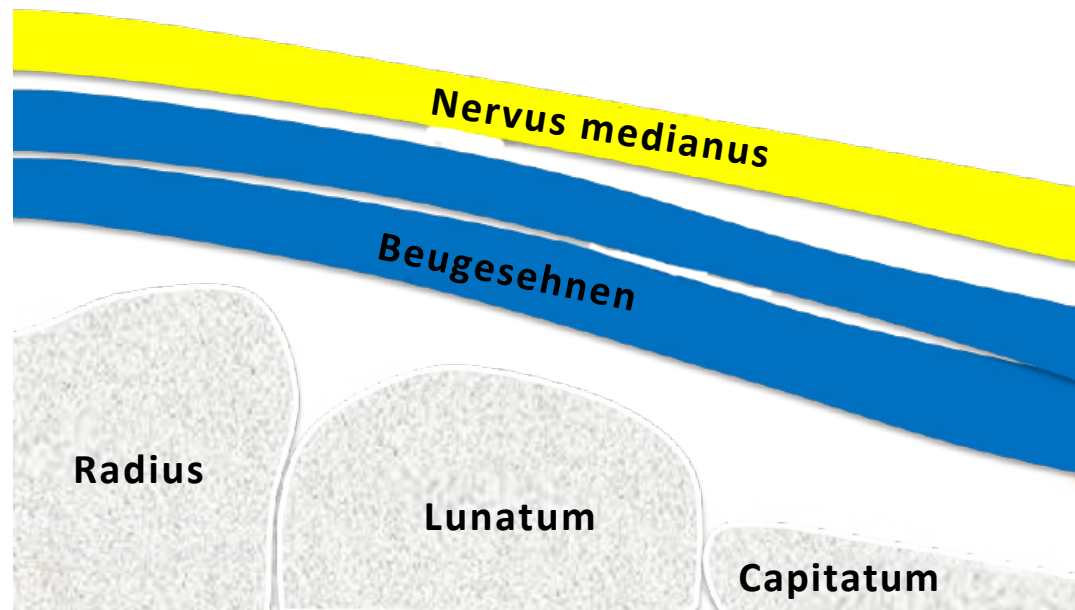 Nervus medianus
Beugesehnen
Radius
Lunatum
Capitatum